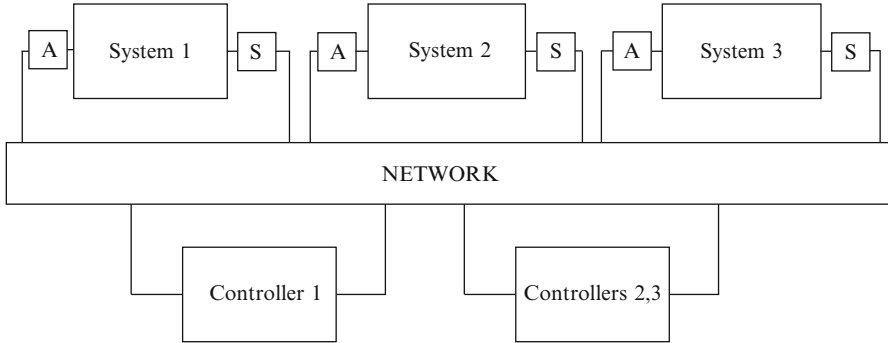 A System 1 S A System 2 S A System 3 S
NETWORK
Controller 1 Controllers 2,3